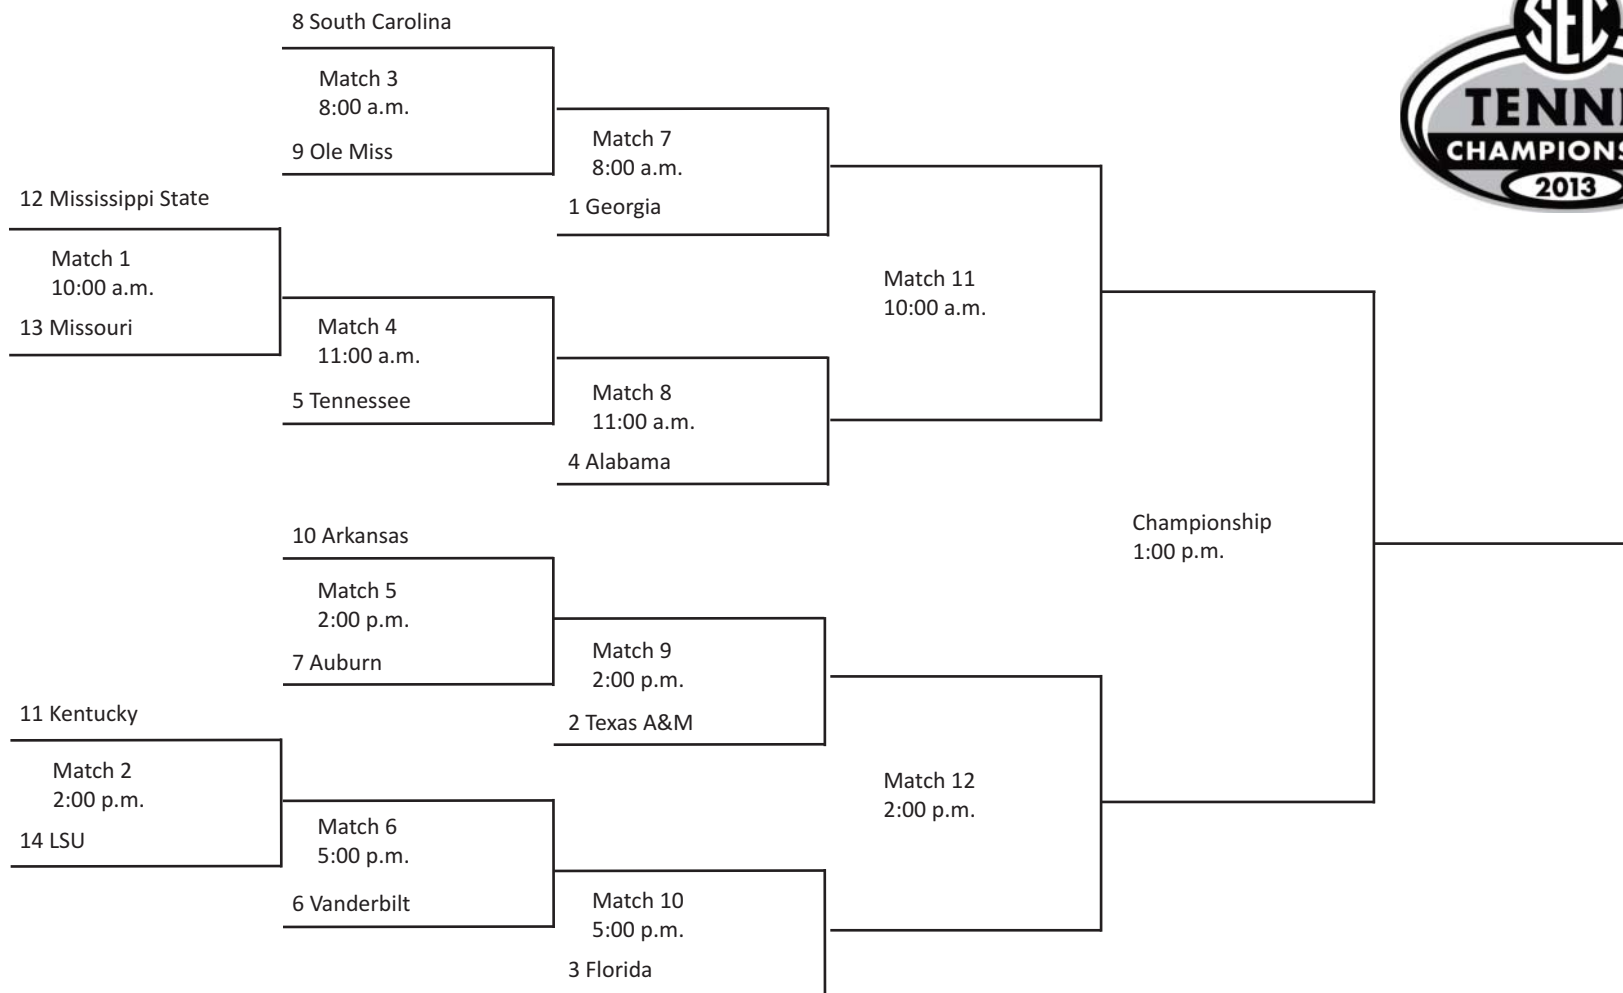 8 South Carolina
Match 3
8:00 a.m.
9 Ole Miss
12 Mississippi State
Match 1
10:00 a.m.
13 Missouri
Match 7
8:00 a.m.
1 Georgia
Match 4
11:00 a.m.
5 Tennessee
Match 8
11:00 a.m.
4 Alabama
Match 11
10:00 a.m.
10 Arkansas
Match 5
2:00 p.m.
7 Auburn
11 Kentucky
Match 2
2:00 p.m.
14 LSU
Match 9
2:00 p.m.
2 Texas A&M
Match 6
5:00 p.m.
6 Vanderbilt
Match 10
5:00 p.m.
3 Florida
Match 12
2:00 p.m.
Championship
1:00 p.m.
SEC
2013